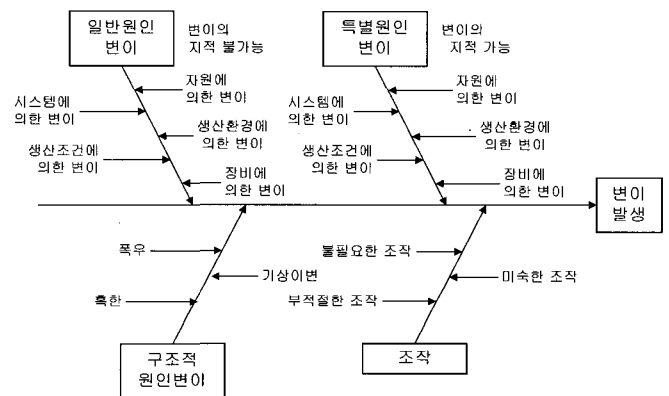 일반원인
변이
변이의
지적 불가능
자원에
의한 변이
시스템에
의한 변이
생산환경에
의한 변이
생산조건에
의한 변이
장비에
의한 변이
특별원인
변이
변이의
지적 가능
자원에
의한 변이
시스템에
의한 변이
생산환경에
의한 변이
생산조건에
의한 변이
장비에
의한 변이
변이
발생
폭우
기상이변
혹한
구조적
원인변이
불필요한 조작
미숙한 조작
부적절한 조작
조작